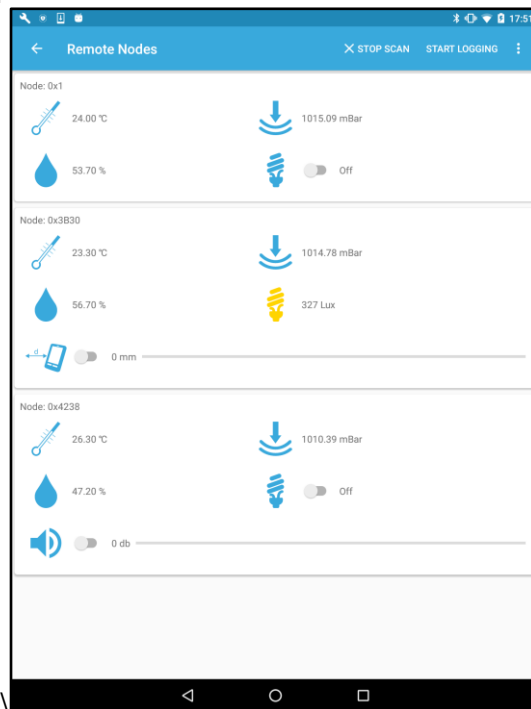 17:51
Remote Nodes STOP SCAN START LOGGING
Node: 0x1
24.00 °C 1015.09 mBar
53.70 % Off
Node: 0x3B30
23.30 °C 1014.78 mBar
56.70 % 327 Lux
d 0 mm
Node: 0x4238
26.30 °C 1010.39 mBar
47.20 % Off
0 db
\